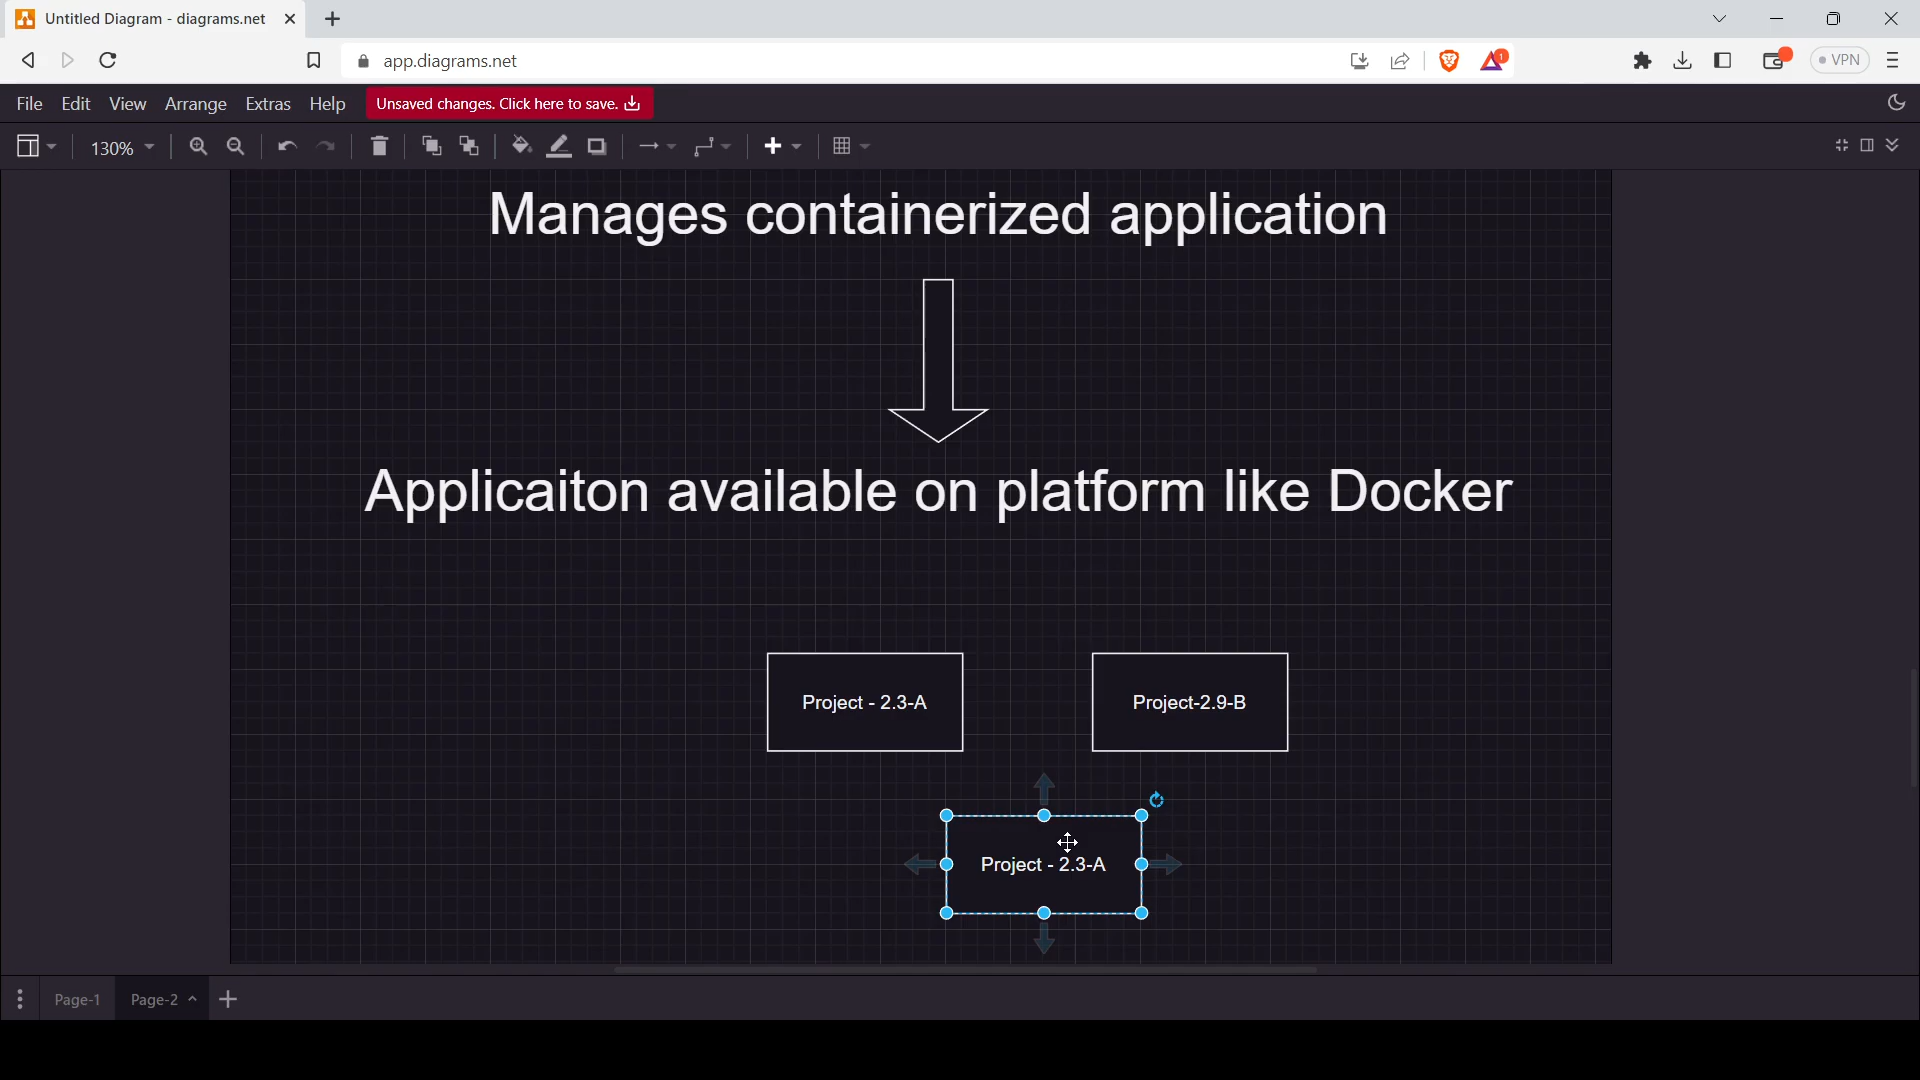 Untitled Diagram - diagrams.net
app.diagrams.net
1
VPN
File Edit View Arrange Extras Help Unsaved changes. Click here to save.
130%
Manages containerized application
Applicaiton available on platform like Docker
Project - 2.3-A
Project-2.9-B
Project - 2.3-A
Page-1 Page-2